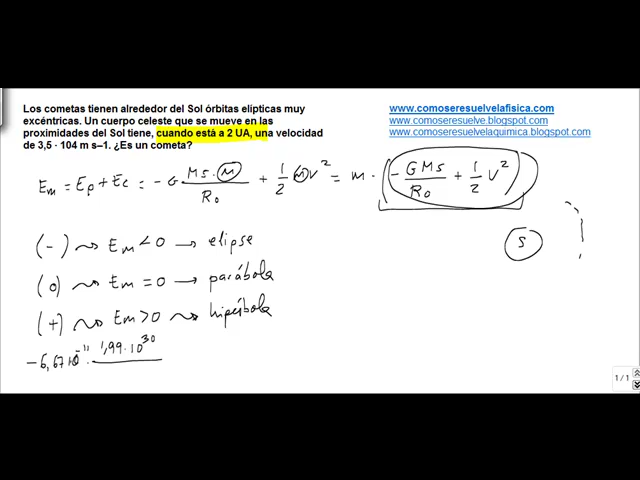 Los cometas tienen alrededor del Sol órbitas elípticas muy
excéntricas. Un cuerpo celeste que se mueve en las
proximidades del Sol tiene, cuando está a 2 UA, una velocidad
de 3,5 · 104 m s–1. ¿Es un cometa?
www.comoseresuelvelafisica.com
www.comoseresuelve.blogspot.com
www.comoseresuelvelaquimica.blogspot.com
Em = Ep + Ec = - G Ms · M / R₀ + 1/2 M v² = m · ( - G Ms / R₀ + 1/2 v² )
(-) ⤳ Em < 0 → elipse
(0) ⤳ Em = 0 → parábola
(+) ⤳ Em > 0 ⤳ hipérbola
S
- 6,67·10⁻¹¹ · 1,99·10³⁰
1 / 1